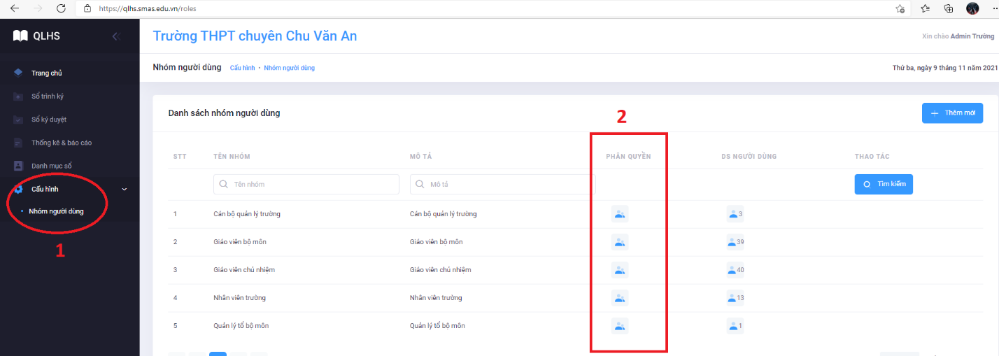 https://qlhs.smas.edu.vn/roles
QLHS
Trường THPT chuyên Chu Văn An
Xin chào Admin Trường
Nhóm người dùng Cấu hình • Nhóm người dùng
Thứ ba, ngày 9 tháng 11 năm 2021
Trang chủ
Sổ trình ký
Sổ ký duyệt
Thống kê & báo cáo
Danh mục sổ
Cấu hình
Nhóm người dùng
1
Danh sách nhóm người dùng
2
Thêm mới
STT TÊN NHÓM MÔ TẢ PHÂN QUYỀN DS NGƯỜI DÙNG THAO TÁC
Tên nhóm Mô tả Tìm kiếm
1 Cán bộ quản lý trường Cán bộ quản lý trường 3
2 Giáo viên bộ môn Giáo viên bộ môn 39
3 Giáo viên chủ nhiệm Giáo viên chủ nhiệm 40
4 Nhân viên trường Nhân viên trường 13
5 Quản lý tổ bộ môn Quản lý tổ bộ môn 1